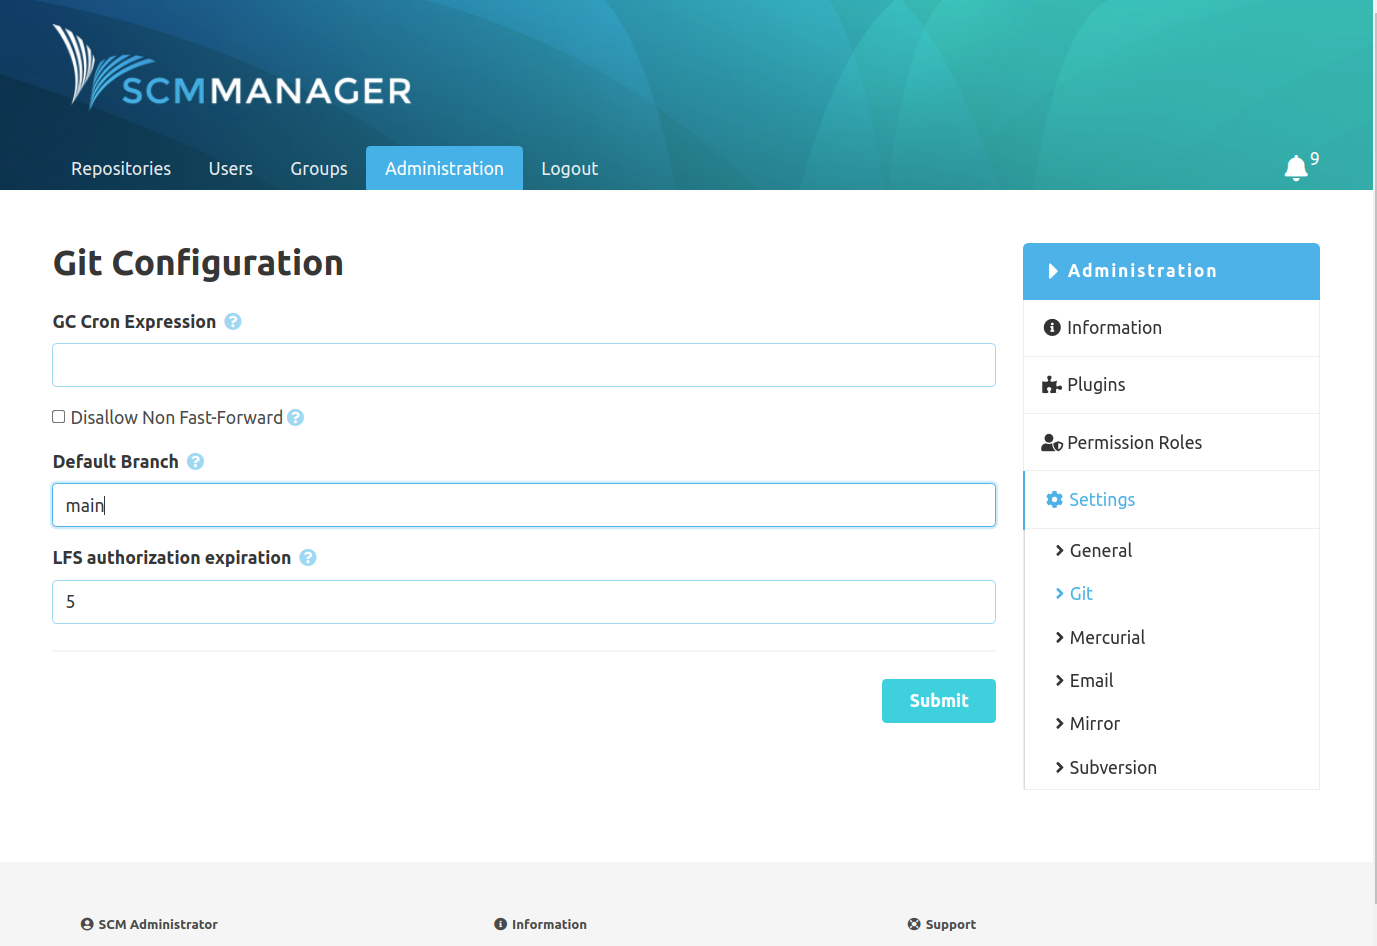 SCMMANAGER
Repositories Users Groups Administration Logout 9
Git Configuration
GC Cron Expression ?
Disallow Non Fast-Forward ?
Default Branch ?
main
LFS authorization expiration ?
5
Submit
Administration
Information
Plugins
Permission Roles
Settings
General
Git
Mercurial
Email
Mirror
Subversion
SCM Administrator Information Support